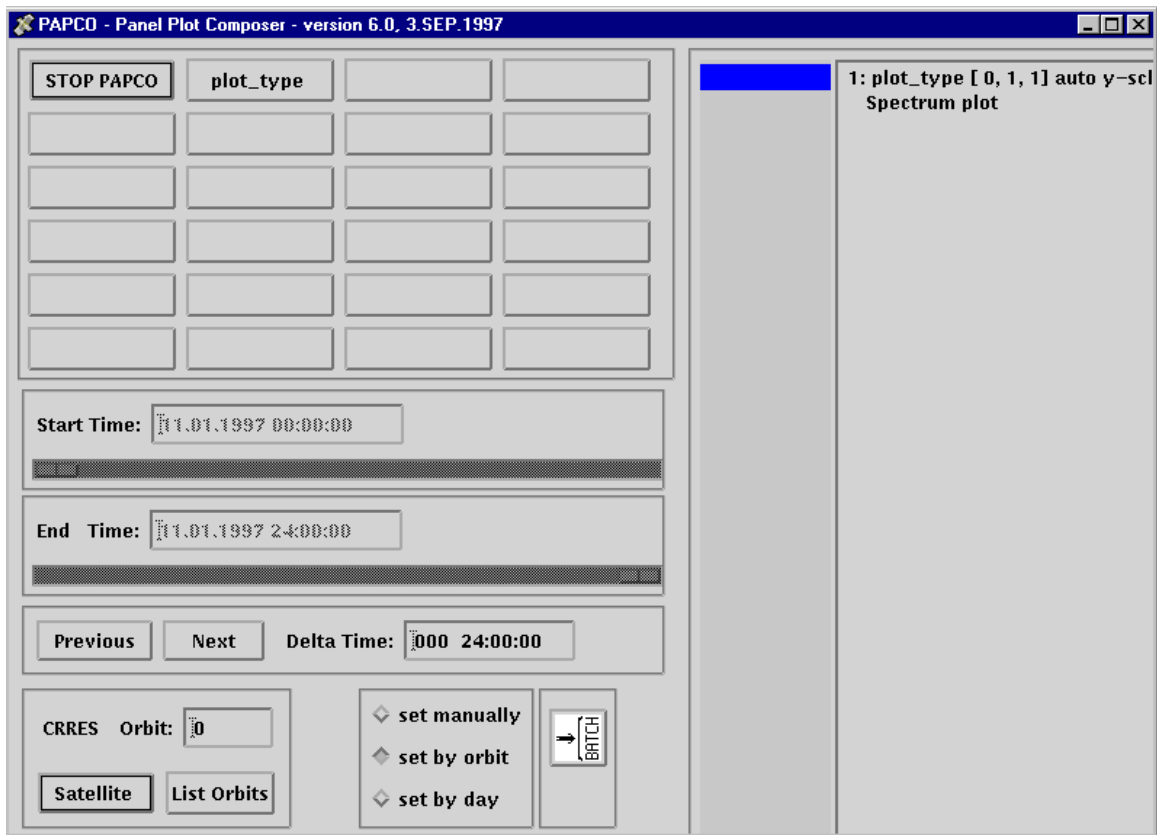 PAPCO - Panel Plot Composer - version 6.0, 3.SEP.1997
STOP PAPCO
plot_type
1: plot_type [ 0, 1, 1] auto y-scl
Spectrum plot
Start Time: 11.01.1997 00:00:00
End Time: 11.01.1997 24:00:00
Previous
Next
Delta Time: 000 24:00:00
CRRES Orbit: 0
Satellite
List Orbits
set manually
set by orbit
set by day
BATCH